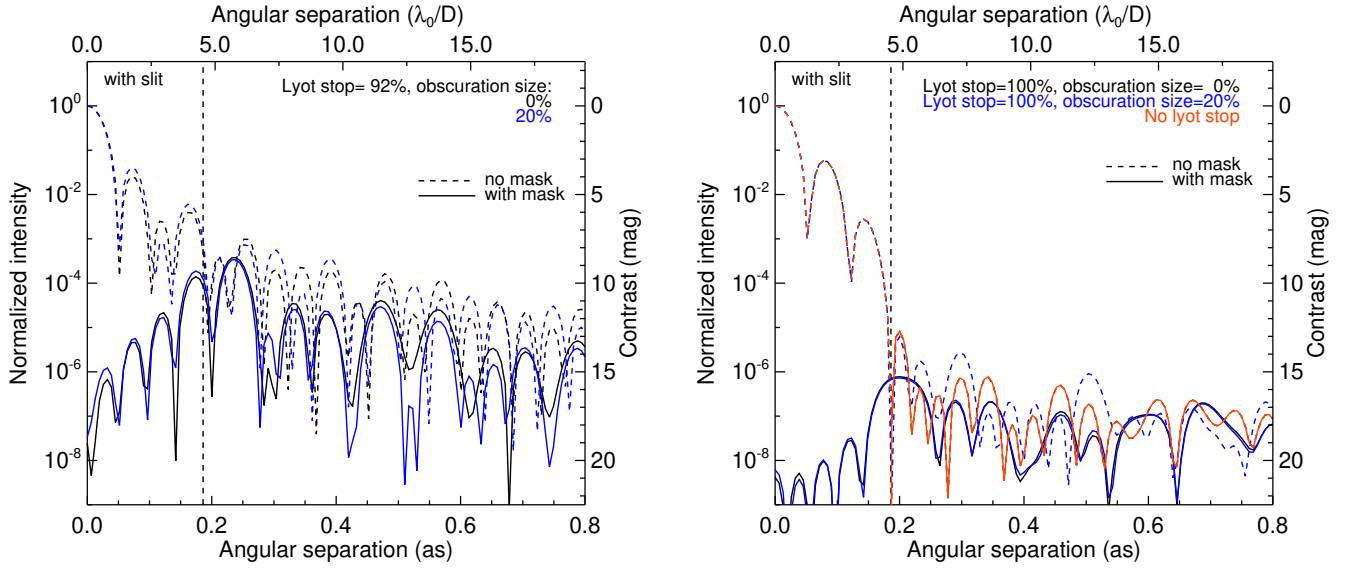 Angular separation (λ₀/D)
0.0 5.0 10.0 15.0
with slit
Lyot stop= 92%, obscuration size:
0%
20%
no mask
with mask
10⁰
10⁻²
10⁻⁴
10⁻⁶
10⁻⁸
Normalized intensity
0
5
10
15
20
Contrast (mag)
0.0 0.2 0.4 0.6 0.8
Angular separation (as)
Angular separation (λ₀/D)
0.0 5.0 10.0 15.0
with slit
Lyot stop=100%, obscuration size= 0%
Lyot stop=100%, obscuration size=20%
No lyot stop
no mask
with mask
10⁰
10⁻²
10⁻⁴
10⁻⁶
10⁻⁸
Normalized intensity
0
5
10
15
20
Contrast (mag)
0.0 0.2 0.4 0.6 0.8
Angular separation (as)